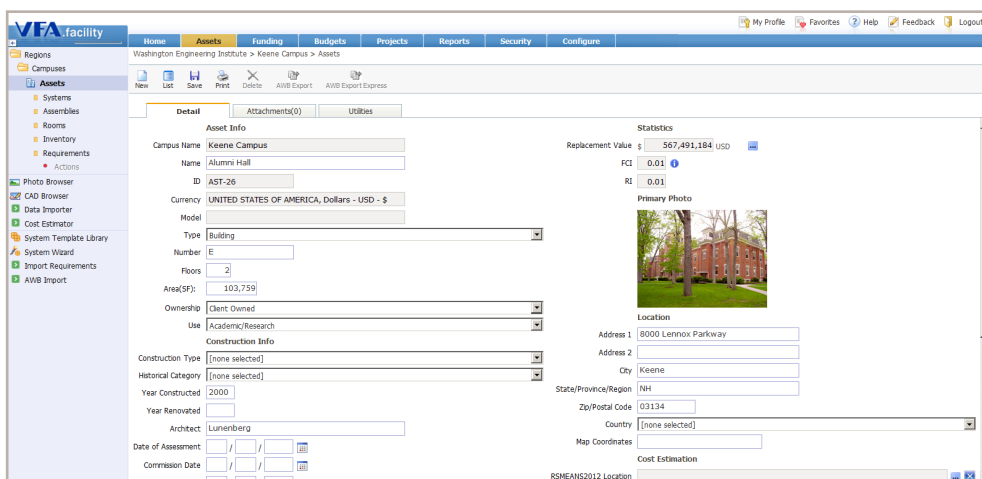 VFA.facility
My Profile Favorites Help Feedback Logout
Home Assets Funding Budgets Projects Reports Security Configure
Washington Engineering Institute > Keene Campus > Assets
Regions
Campuses
Assets
Systems
Assemblies
Rooms
Inventory
Requirements
Actions
Photo Browser
CAD Browser
Data Importer
Cost Estimator
System Template Library
System Wizard
Import Requirements
AWB Import
New List Save Print Delete AWB Export AWB Export Express
Detail Attachments(0) Utilities
Asset Info
Campus Name Keene Campus
Name Alumni Hall
ID AST-26
Currency UNITED STATES OF AMERICA, Dollars - USD - $
Model
Type Building
Number E
Floors 2
Area(SF): 103,759
Ownership Client Owned
Use Academic/Research
Construction Info
Construction Type [none selected]
Historical Category [none selected]
Year Constructed 2000
Year Renovated
Architect Lunenberg
Date of Assessment / /
Commission Date / /
Statistics
Replacement Value $ 567,491,184 USD ...
FCI 0.01
RI 0.01
Primary Photo
Location
Address 1 8000 Lennox Parkway
Address 2
City Keene
State/Province/Region NH
Zip/Postal Code 03134
Country [none selected]
Map Coordinates
Cost Estimation
RSMEANS2012 Location ...